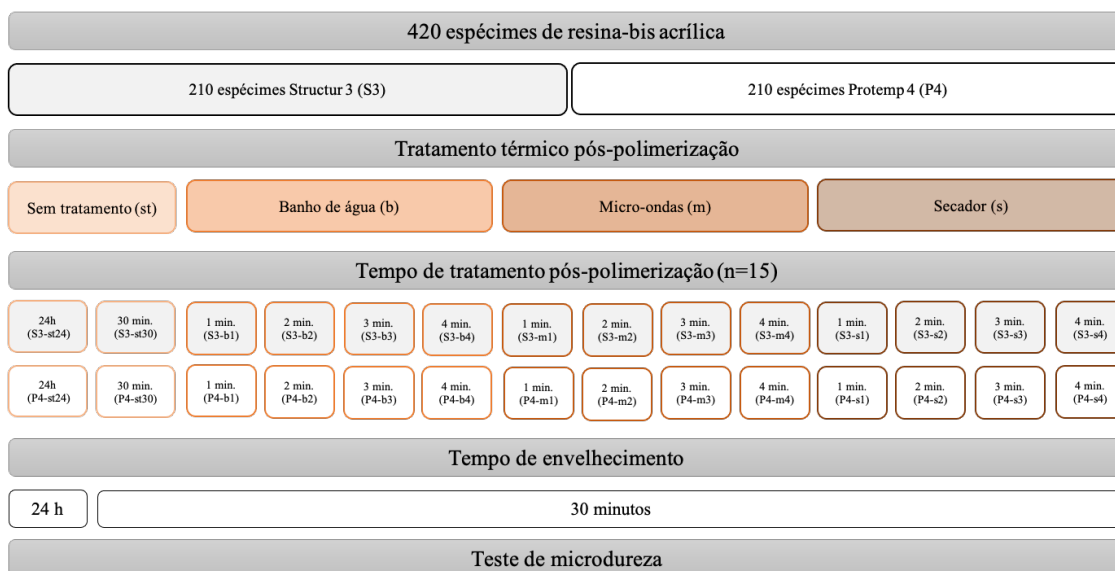 420 espécimes de resina-bis acrílica
210 espécimes Structur 3 (S3)
210 espécimes Protemp 4 (P4)
Tratamento térmico pós-polimerização
Sem tratamento (st)
Banho de água (b)
Micro-ondas (m)
Secador (s)
Tempo de tratamento pós-polimerização (n=15)
24h
(S3-st24)
30 min.
(S3-st30)
1 min.
(S3-b1)
2 min.
(S3-b2)
3 min.
(S3-b3)
4 min.
(S3-b4)
1 min.
(S3-m1)
2 min.
(S3-m2)
3 min.
(S3-m3)
4 min.
(S3-m4)
1 min.
(S3-s1)
2 min.
(S3-s2)
3 min.
(S3-s3)
4 min.
(S3-s4)
24h
(P4-st24)
30 min.
(P4-st30)
1 min.
(P4-b1)
2 min.
(P4-b2)
3 min.
(P4-b3)
4 min.
(P4-b4)
1 min.
(P4-m1)
2 min.
(P4-m2)
3 min.
(P4-m3)
4 min.
(P4-m4)
1 min.
(P4-s1)
2 min.
(P4-s2)
3 min.
(P4-s3)
4 min.
(P4-s4)
Tempo de envelhecimento
24 h
30 minutos
Teste de microdureza